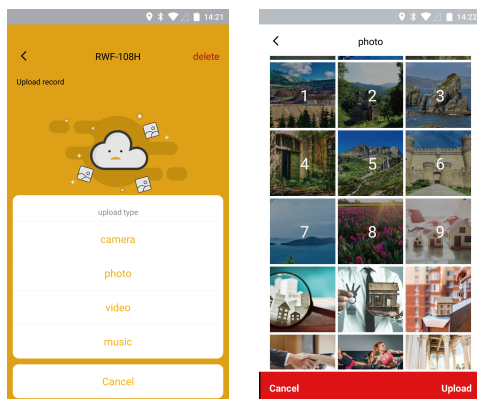 14:21
RWF-108H
delete
Upload record
upload type
camera
photo
video
music
Cancel
14:22
photo
1 2 3
4 5 6
7 8 9
Cancel Upload